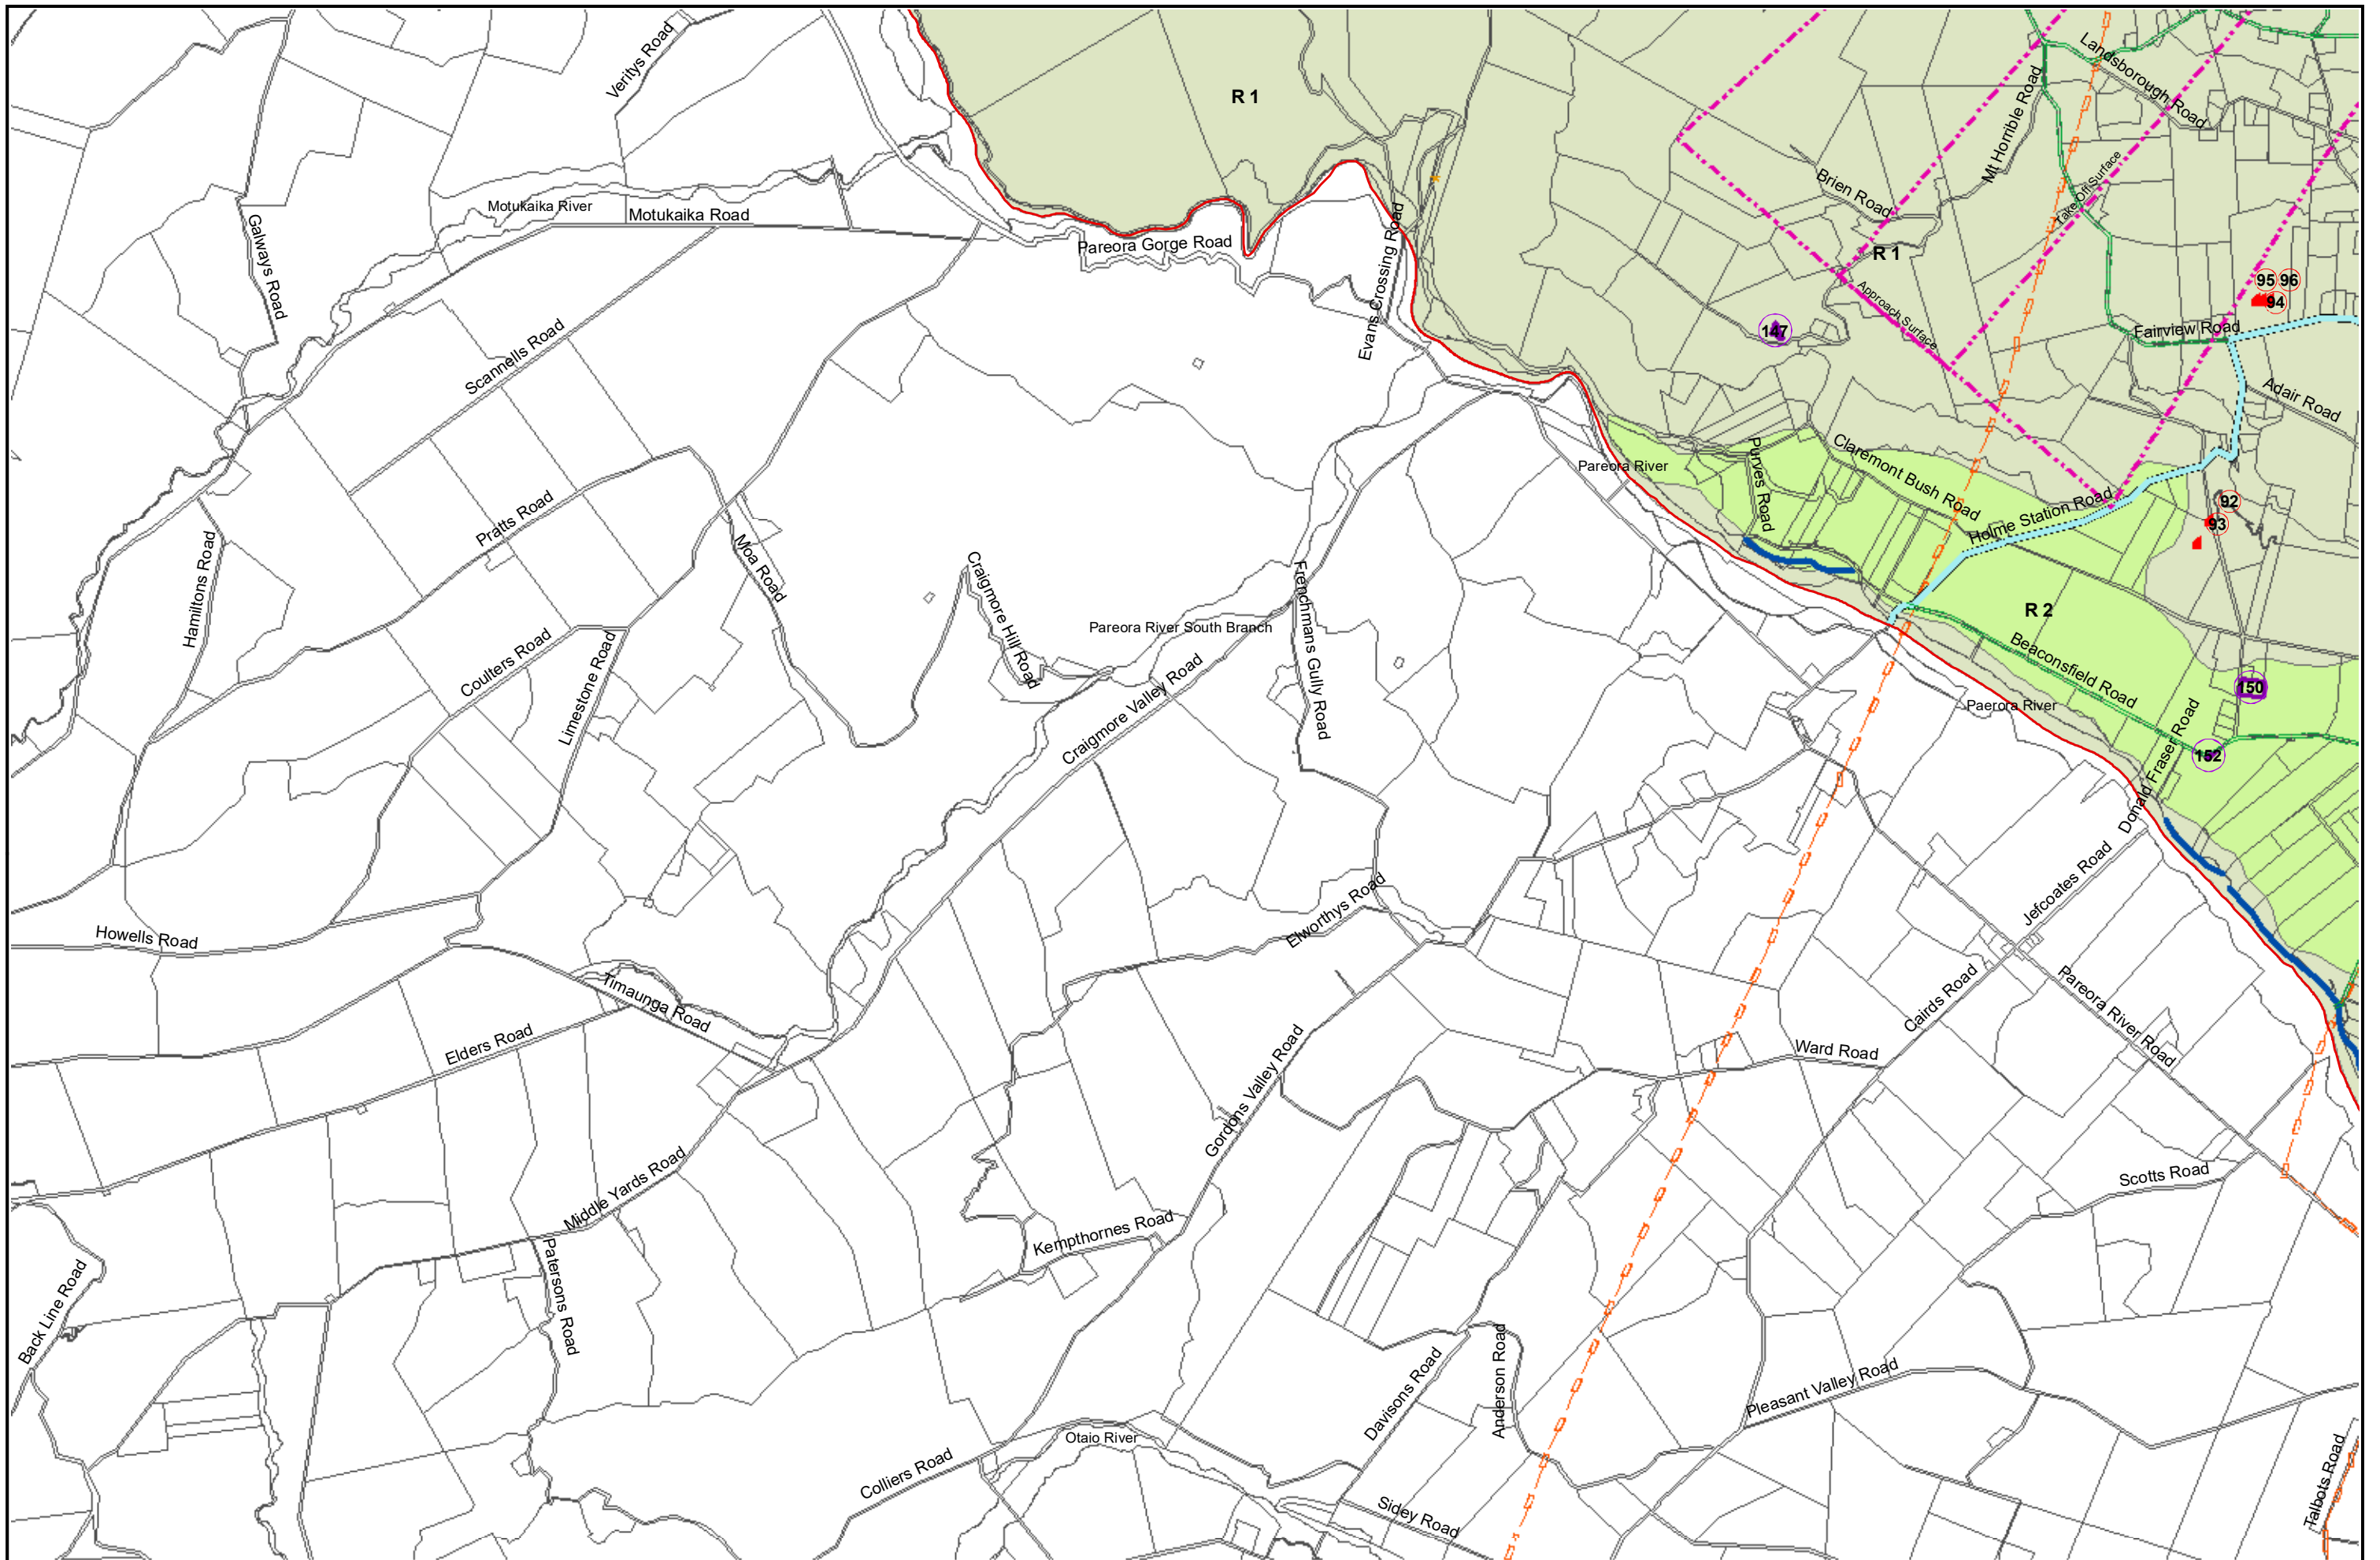 Veritys Road
R 1
Landsborough Road
Mt Horrible Road
Take Off Surface
Brien Road
Motukaika River
Motukaika Road
Galways Road
Pareora Gorge Road
Evans Crossing Road
R 1
Approach Surface
95
96
94
147
Fairview Road
Scannells Road
Adair Road
Pareora River
Purves Road
Claremont Bush Road
Holme Station Road
92
93
Pratts Road
Hamiltons Road
Moa Road
Craigmore Hill Road
Frenchmans Gully Road
Pareora River South Branch
R 2
Coulters Road
Limestone Road
Craigmore Valley Road
Beaconsfield Road
150
Paerora River
Donald Fraser Road
152
Howells Road
Elworthys Road
Jefcoates Road
Timaunga Road
Elders Road
Cairds Road
Pareora River Road
Gordons Valley Road
Ward Road
Middle Yards Road
Scotts Road
Kempthornes Road
Patersons Road
Back Line Road
Davisons Road
Anderson Road
Pleasant Valley Road
Otaio River
Colliers Road
Sidey Road
Talbots Road